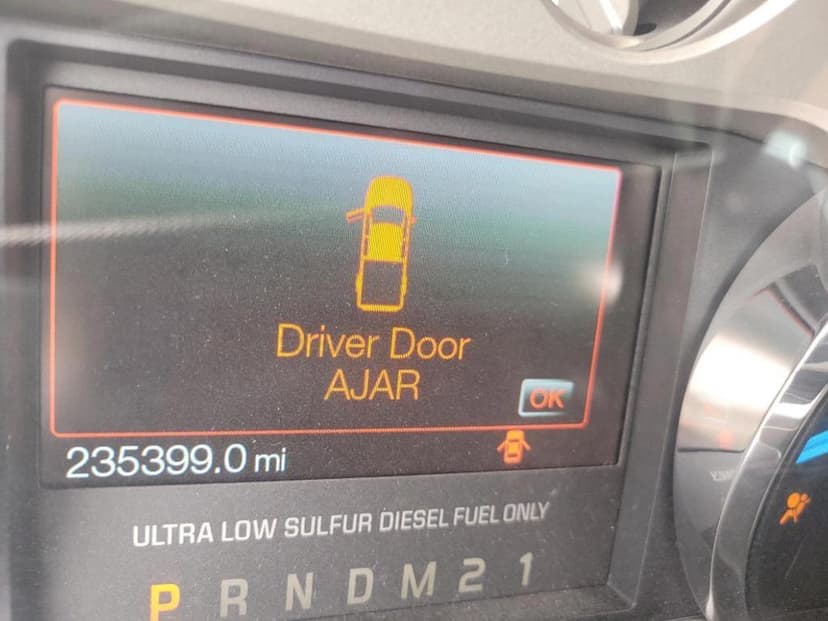 Driver Door
AJAR
OK
235399.0 mi
ULTRA LOW SULFUR DIESEL FUEL ONLY
P R N D M 2 1